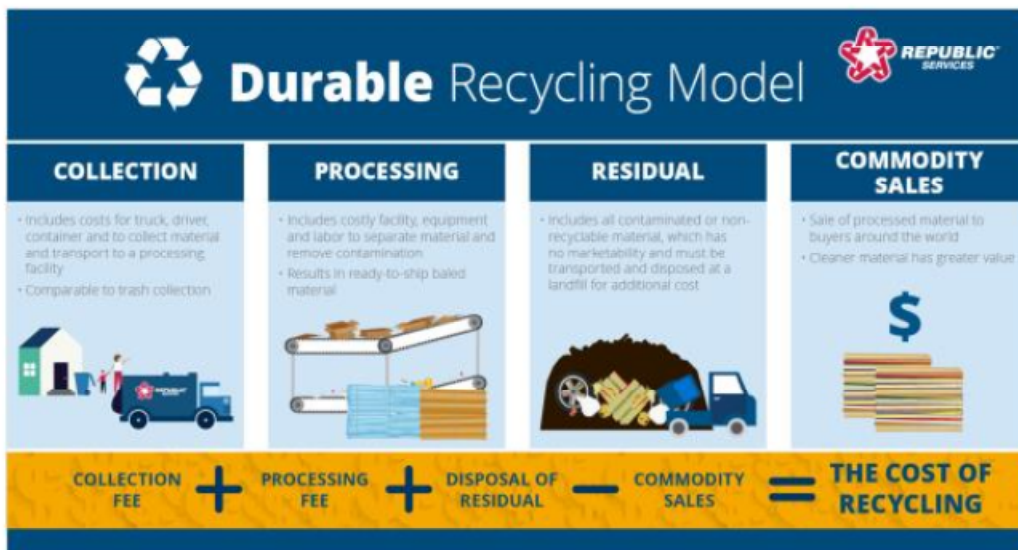 Durable Recycling Model
REPUBLIC
SERVICES
COLLECTION
• Includes costs for truck, driver,
container and to collect material
and transport to a processing
facility
• Comparable to trash collection
REPUBLIC
SERVICES
PROCESSING
• Includes costly facility, equipment
and labor to separate material and
remove contamination
• Results in ready-to-ship baked
material
RESIDUAL
• Includes all contaminated or non-
recyclable material, which has
no marketability and must be
transported and disposed at a
landfill for additional cost
COMMODITY
SALES
• Sale of processed material to
buyers around the world
• Cleaner material has greater value
$
COLLECTION
FEE
+
PROCESSING
FEE
+
DISPOSAL OF
RESIDUAL
—
COMMODITY
SALES
=
THE COST OF
RECYCLING